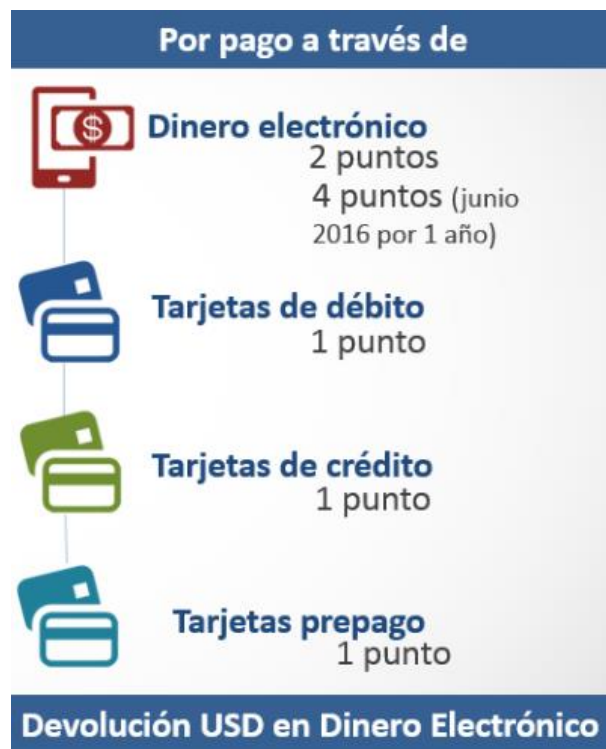 Por pago a través de
Dinero electrónico
2 puntos
4 puntos (junio
2016 por 1 año)
Tarjetas de débito
1 punto
Tarjetas de crédito
1 punto
Tarjetas prepago
1 punto
Devolución USD en Dinero Electrónico